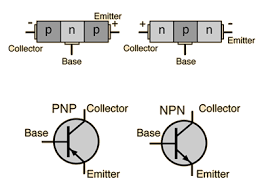 - p n p + Emitter
Collector
Base
+ n p n -
Emitter
Collector
Base
PNP Collector
Base
Emitter
NPN Collector
Base
Emitter